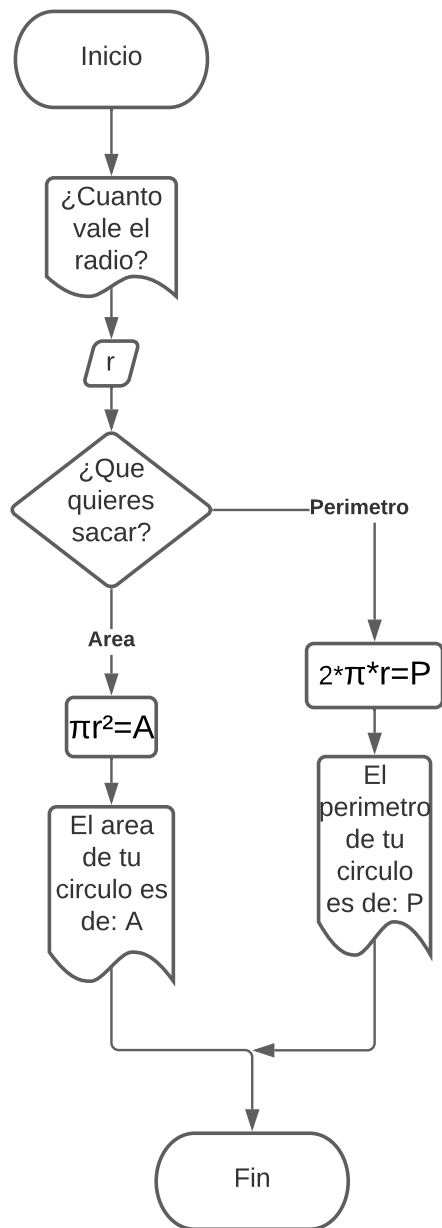 Inicio
¿Cuanto
vale el
radio?
r
¿Que
quieres
sacar?
Perimetro
Area
2*π*r=P
πr²=A
El
perimetro
de tu
circulo
es de: P
El area
de tu
circulo es
de: A
Fin